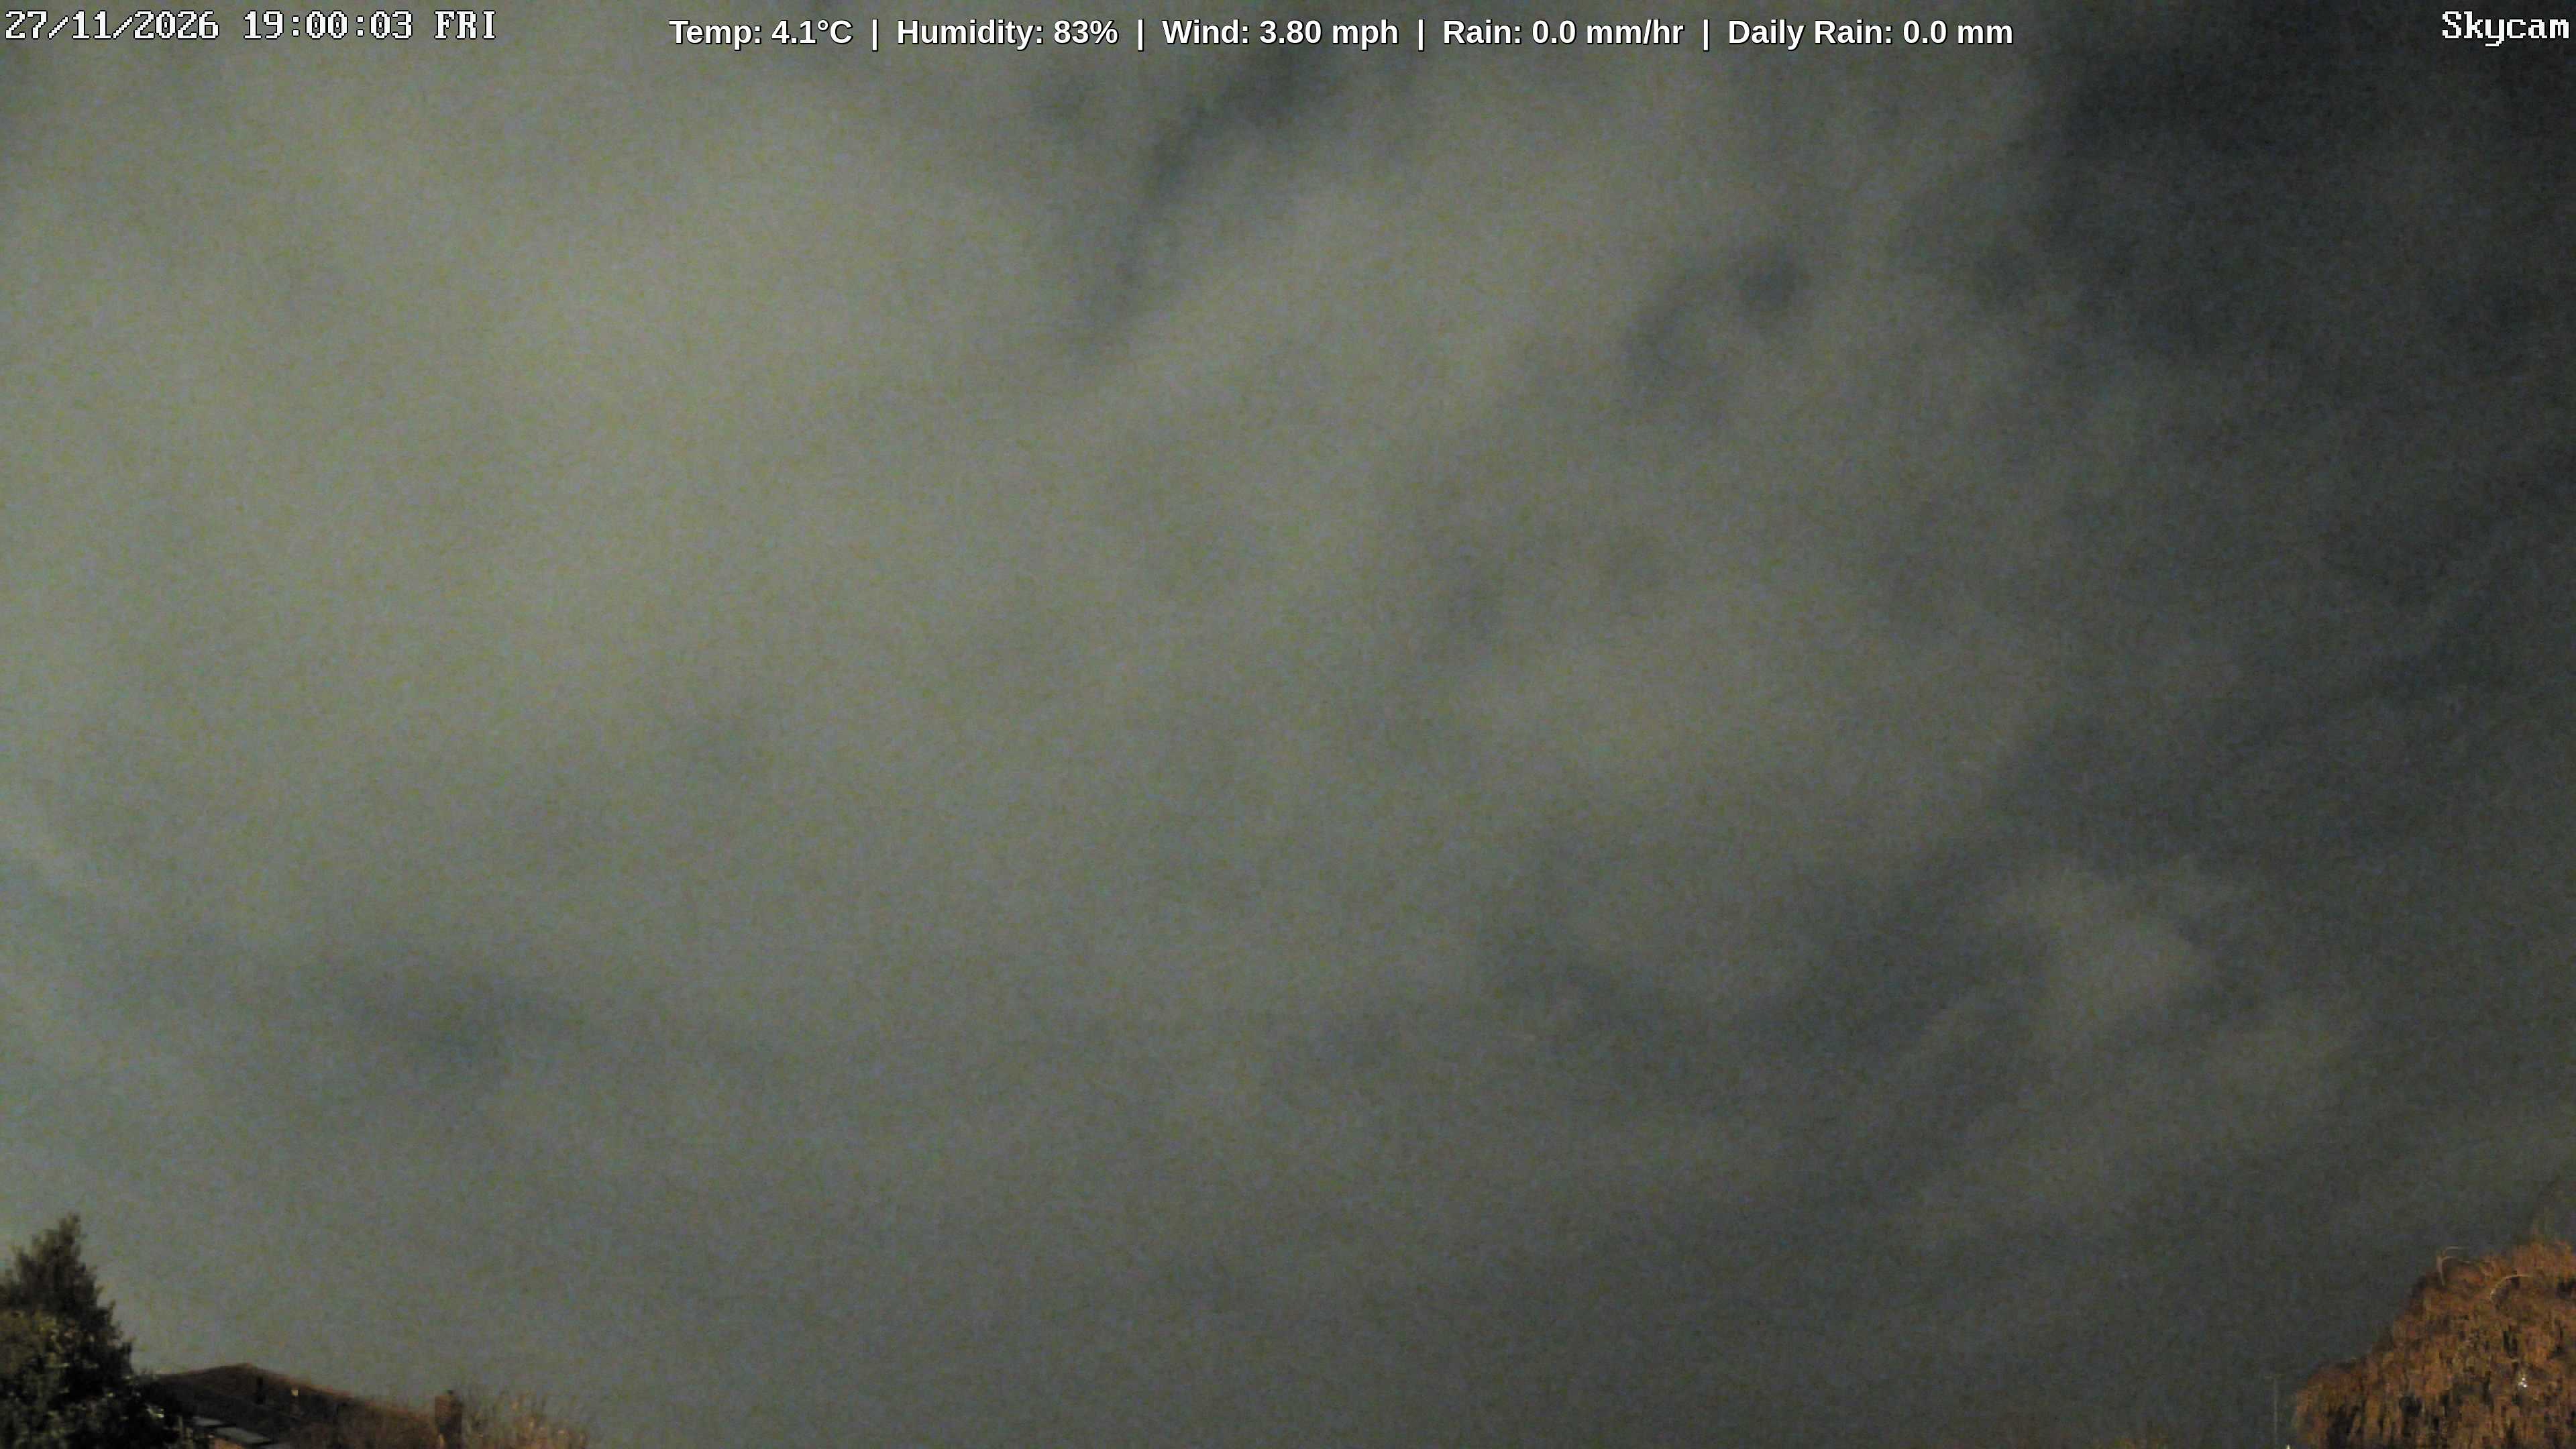 27/11/2026 19:00:03 FRI
Temp: 4.1°C | Humidity: 83% | Wind: 3.80 mph | Rain: 0.0 mm/hr | Daily Rain: 0.0 mm
Skycam